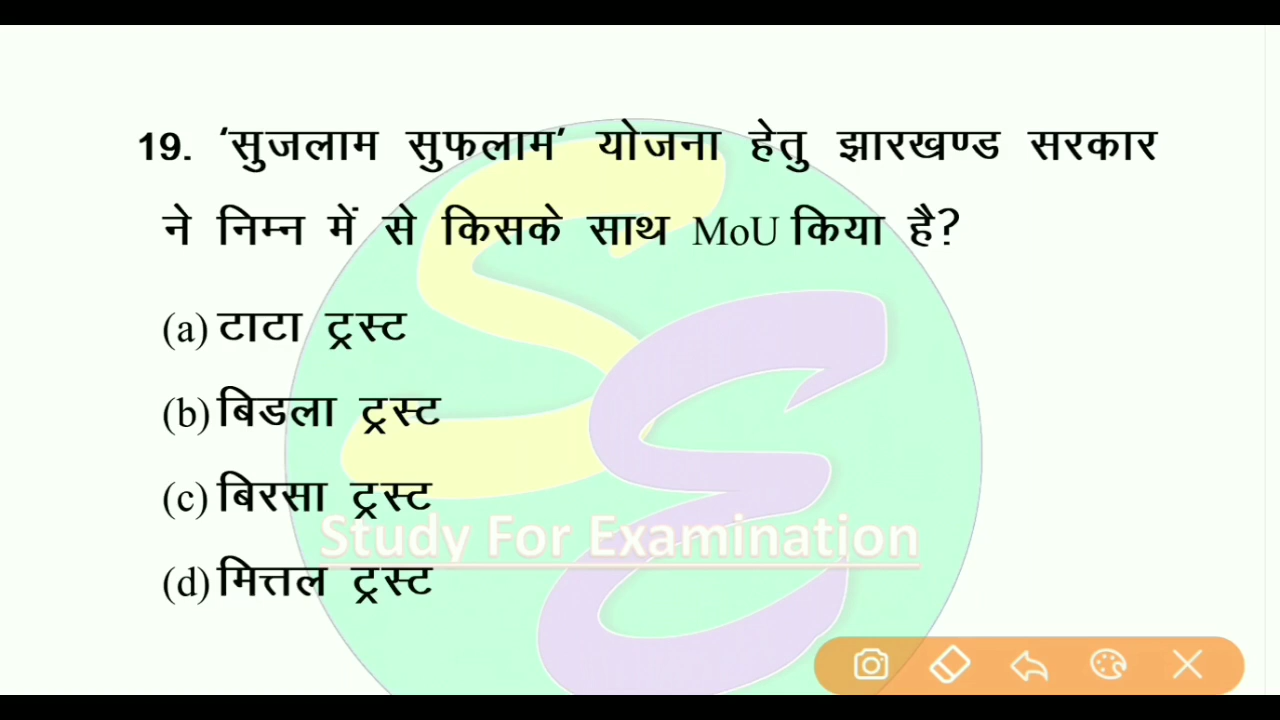 19. ‘सुजलाम सुफलाम’ योजना हेतु झारखण्ड सरकार
ने निम्न में से किसके साथ MoU किया है?
(a) टाटा ट्रस्ट
(b) बिडला ट्रस्ट
(c) बिरसा ट्रस्ट
Study For Examination
(d) मित्तल ट्रस्ट